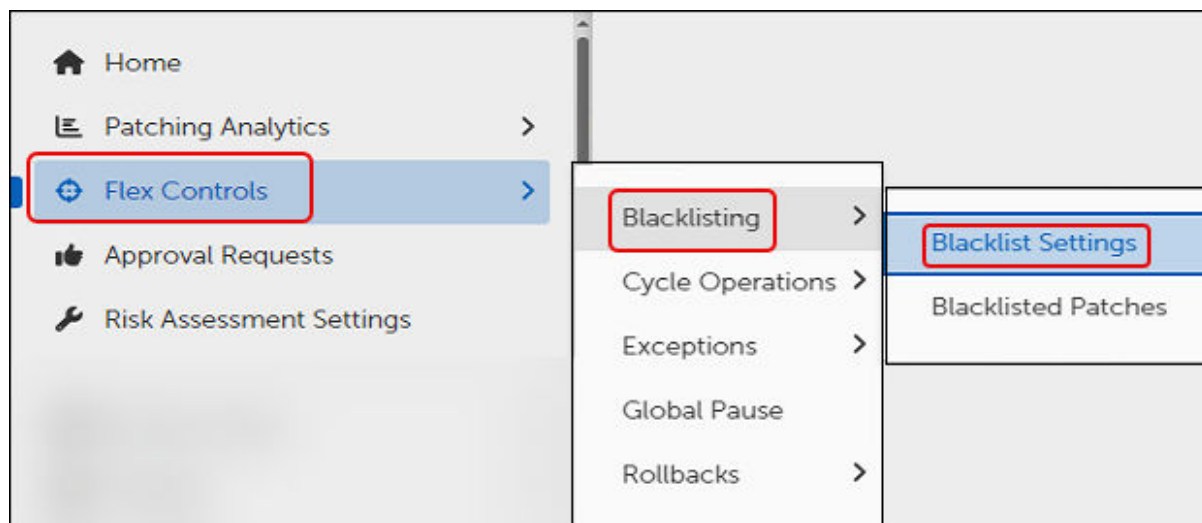 Home
Patching Analytics
Flex Controls
Approval Requests
Risk Assessment Settings
Blacklisting
Cycle Operations
Exceptions
Global Pause
Rollbacks
Blacklist Settings
Blacklisted Patches